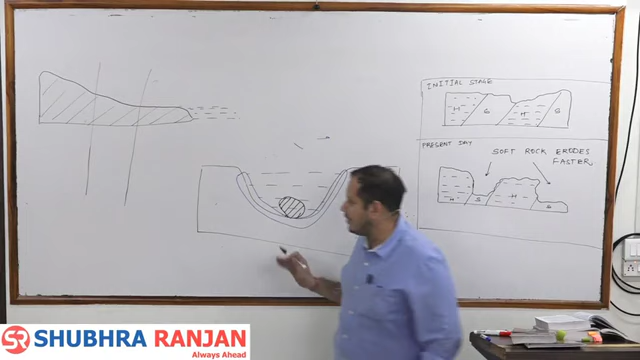 INITIAL STAGE
H S H S
PRESENT DAY
SOFT ROCK ERODES
FASTER
H S H S
SR SHUBHRA RANJAN
Always Ahead